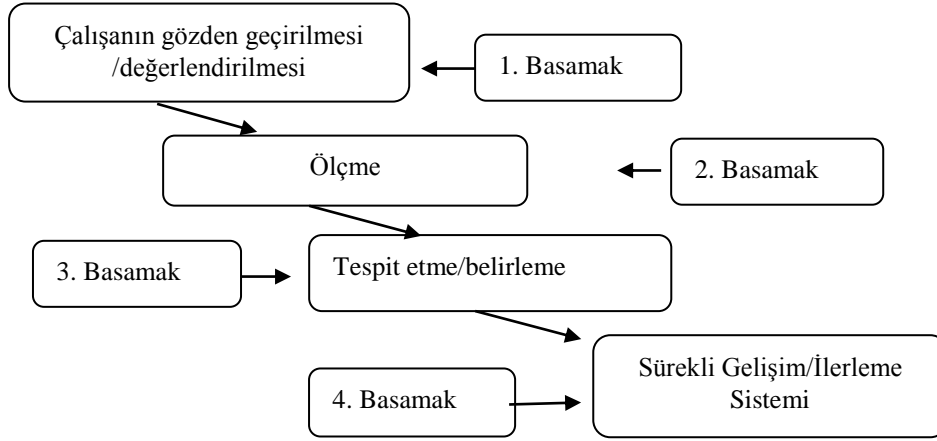 Çalışanın gözden geçirilmesi
/değerlendirilmesi
1. Basamak
Ölçme
2. Basamak
3. Basamak
Tespit etme/belirleme
Sürekli Gelişim/İlerleme
Sistemi
4. Basamak